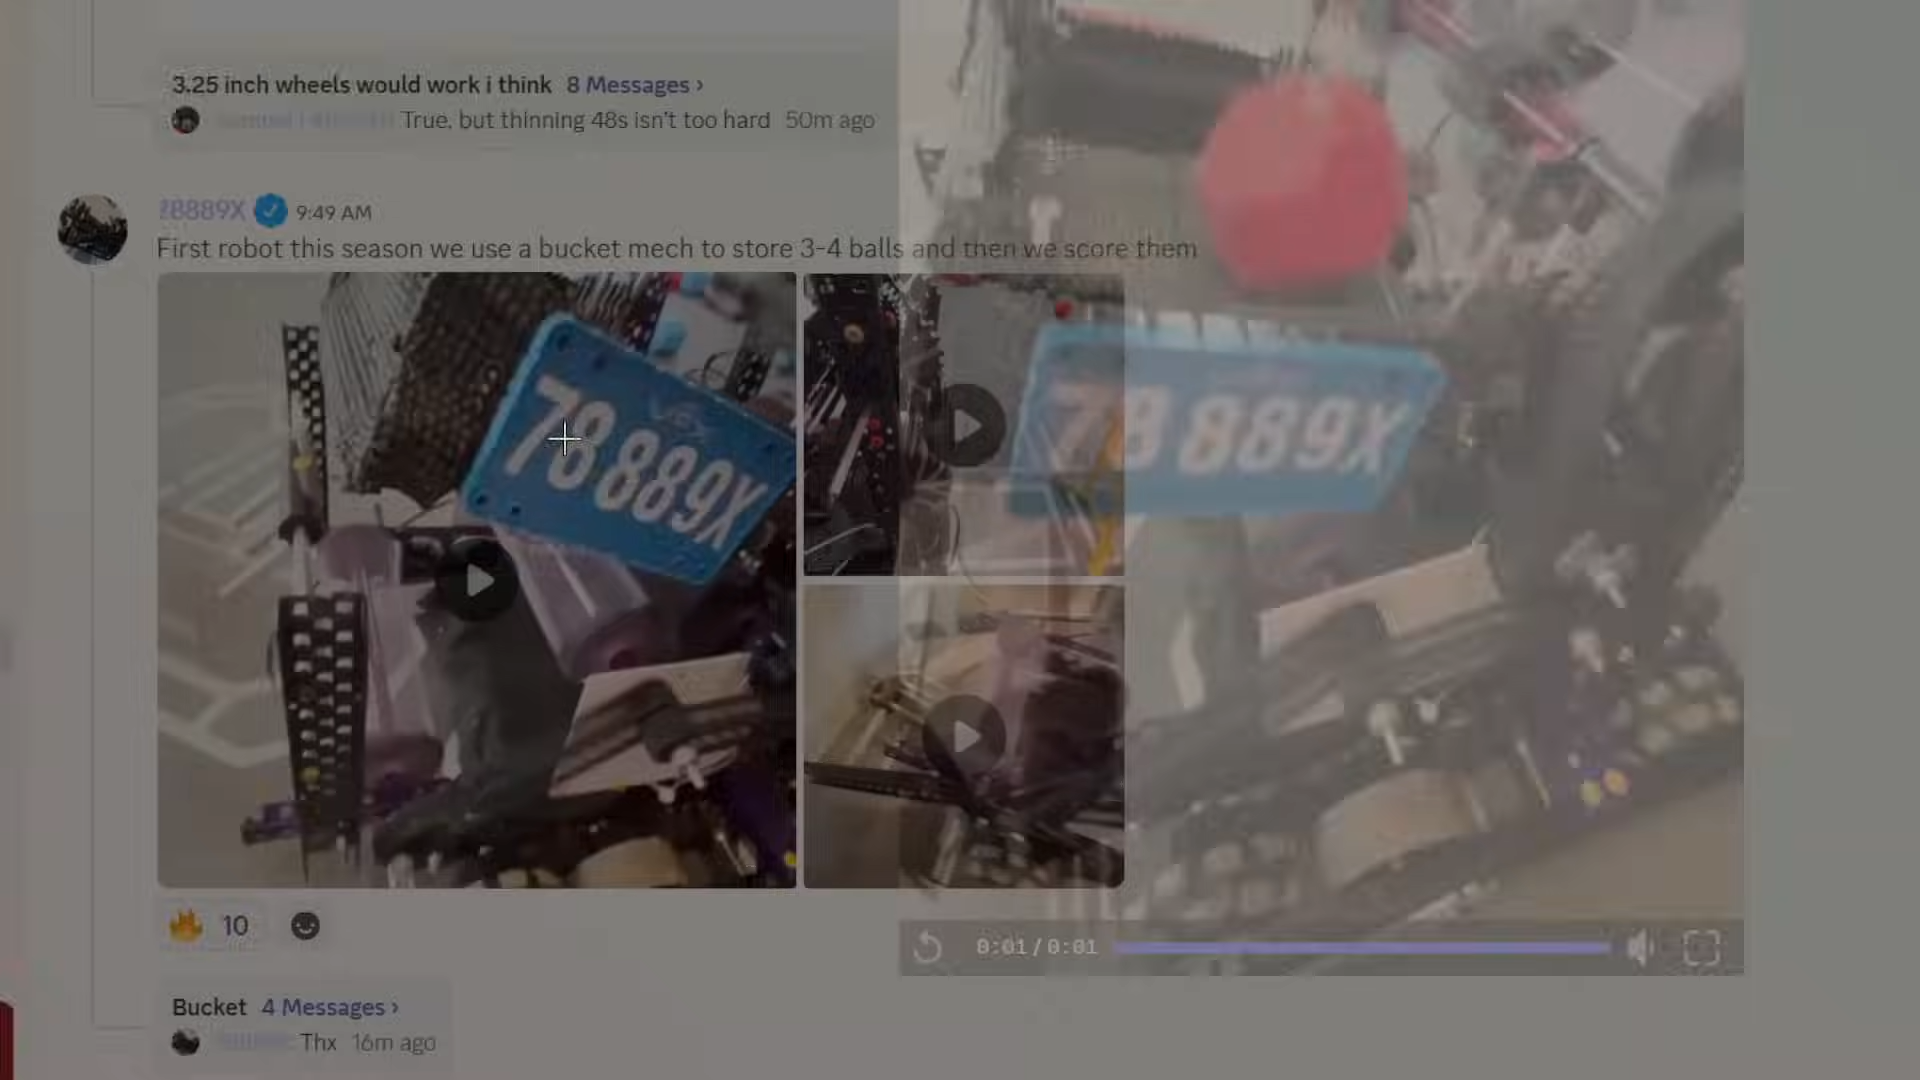 3.25 inch wheels would work i think 8 Messages ›
True, but thinning 48s isn't too hard 50m ago
78889X 9:49 AM
First robot this season we use a bucket mech to store 3-4 balls and then we score them
78889X
78889X
10
0:01 / 0:01
Bucket 4 Messages ›
Thx 16m ago